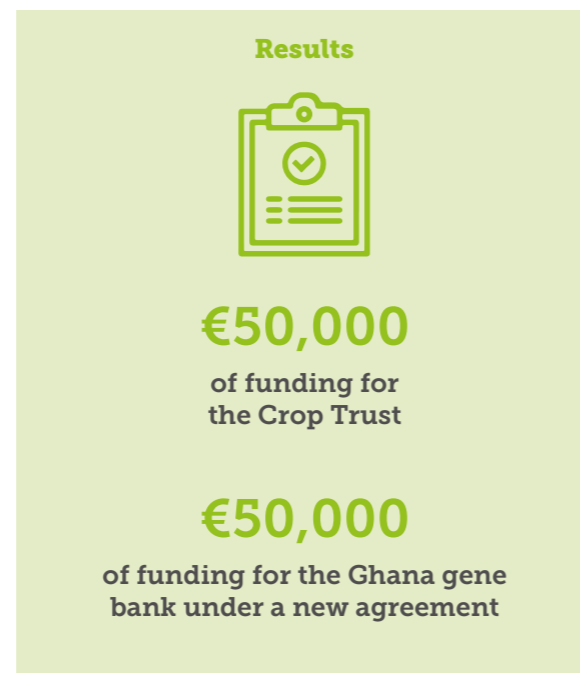 Results
€50,000
of funding for
the Crop Trust
€50,000
of funding for the Ghana gene
bank under a new agreement